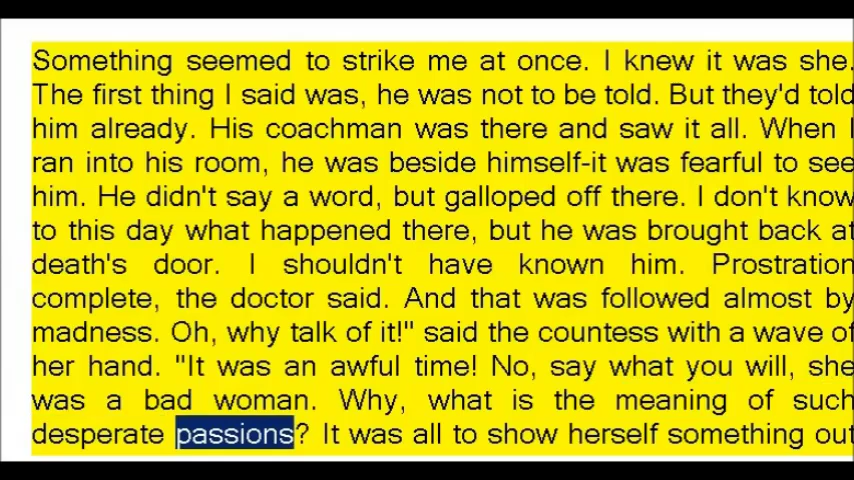 Something seemed to strike me at once. I knew it was she.
The first thing I said was, he was not to be told. But they'd told
him already. His coachman was there and saw it all. When I
ran into his room, he was beside himself-it was fearful to see
him. He didn't say a word, but galloped off there. I don't know
to this day what happened there, but he was brought back at
death's door. I shouldn't have known him. Prostration
complete, the doctor said. And that was followed almost by
madness. Oh, why talk of it!" said the countess with a wave of
her hand. "It was an awful time! No, say what you will, she
was a bad woman. Why, what is the meaning of such
desperate passions? It was all to show herself something out